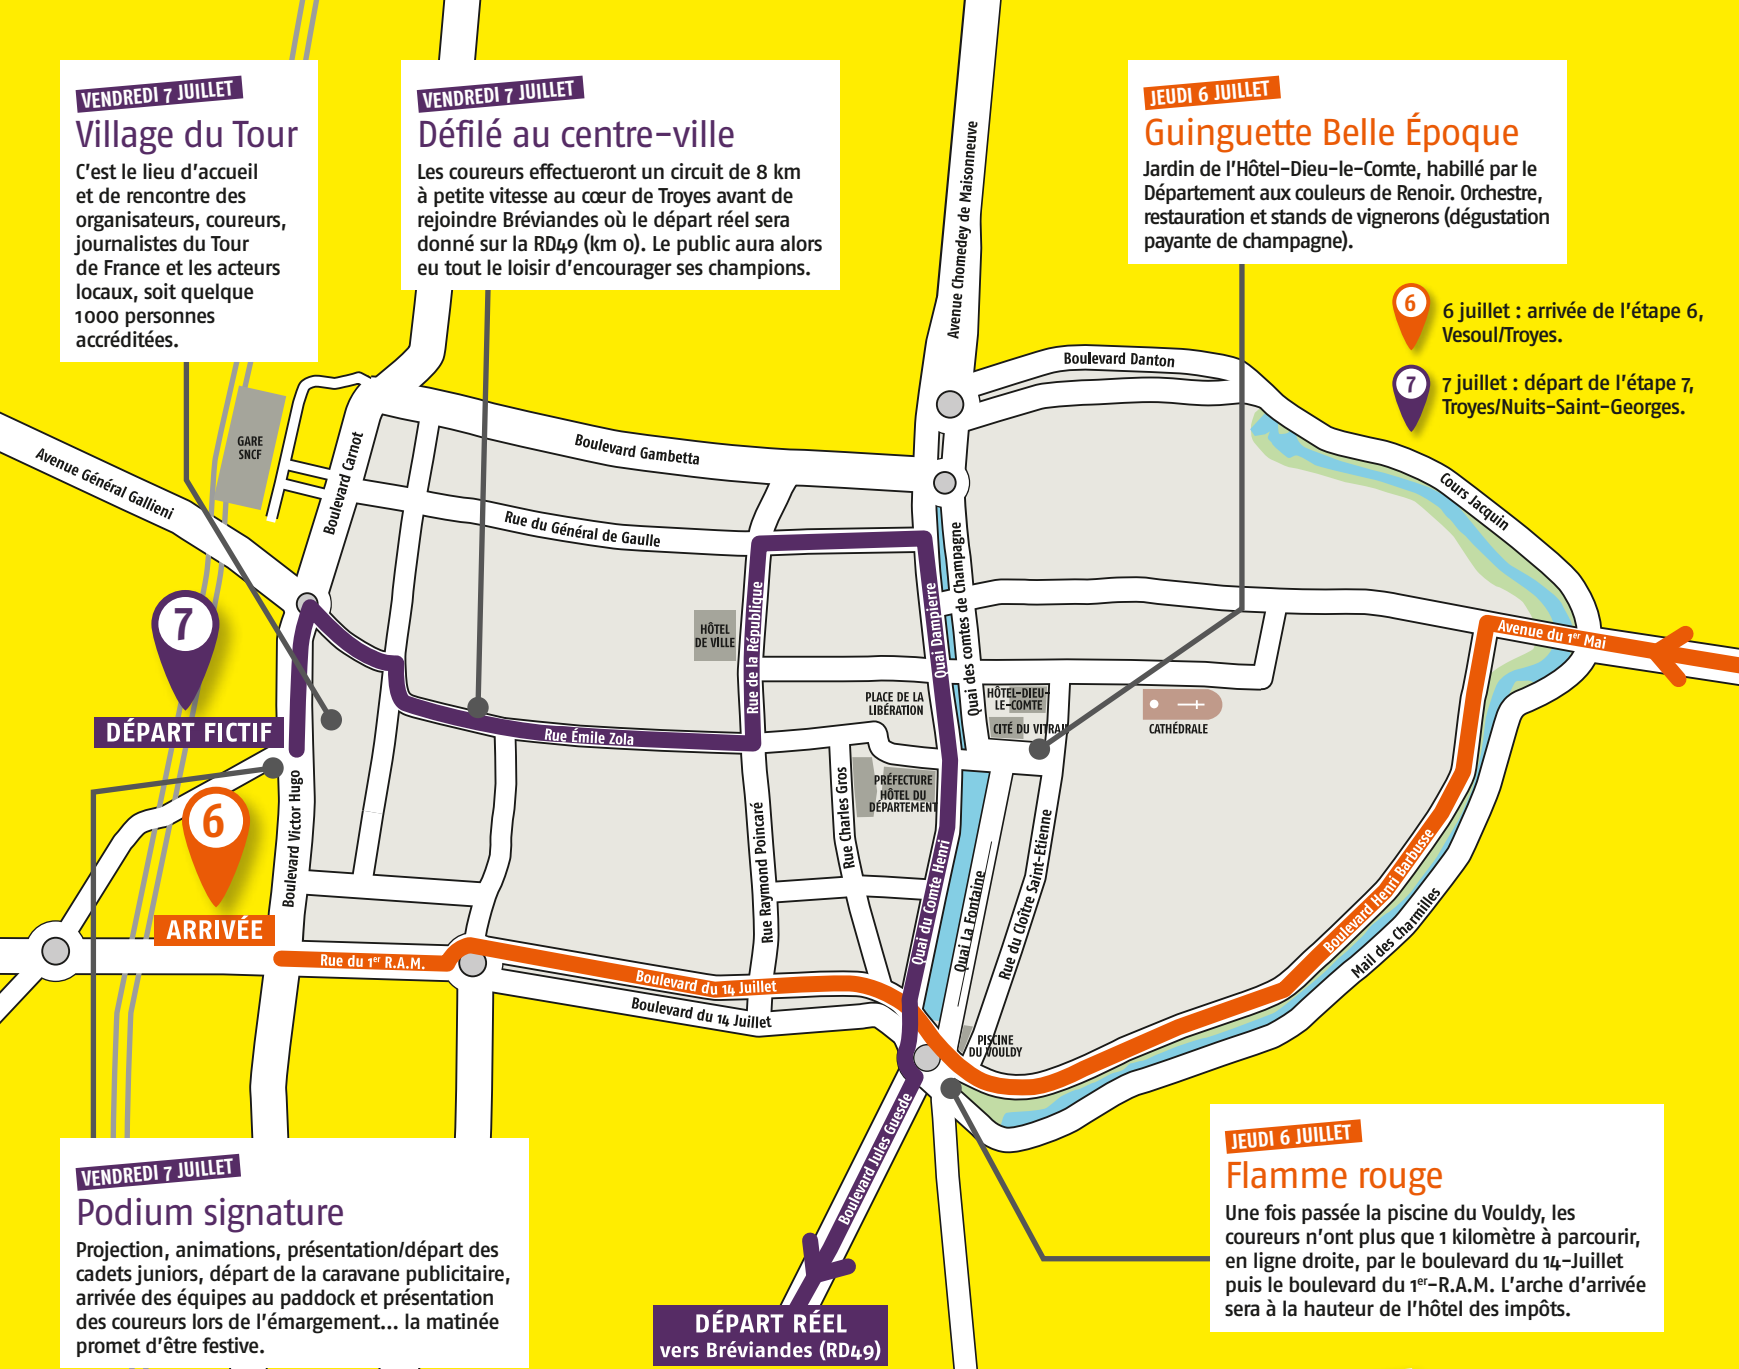 VENDREDI 7 JUILLET
Village du Tour
C'est le lieu d'accueil
et de rencontre des
organisateurs, coureurs,
journalistes du Tour
de France et les acteurs
locaux, soit quelque
1000 personnes
accréditées.
VENDREDI 7 JUILLET
Défilé au centre-ville
Les coureurs effectueront un circuit de 8 km
à petite vitesse au cœur de Troyes avant de
rejoindre Bréviandes où le départ réel sera
donné sur la RD49 (km 0). Le public aura alors
eu tout le loisir d'encourager ses champions.
JEUDI 6 JUILLET
Guinguette Belle Époque
Jardin de l'Hôtel-Dieu-le-Comte, habillé par le
Département aux couleurs de Renoir. Orchestre,
restauration et stands de vignerons (dégustation
payante de champagne).
6
6 juillet : arrivée de l'étape 6,
Vesoul/Troyes.
7
7 juillet : départ de l'étape 7,
Troyes/Nuits-Saint-Georges.
Avenue Chomedey de Maisonneuve
Boulevard Danton
Cours Jacquin
GARE
SNCF
Avenue Général Gallieni
Boulevard Carnot
Boulevard Gambetta
Rue du Général de Gaulle
Quai des comtes de Champagne
Quai Dampierre
Rue de la République
HÔTEL
DE VILLE
Avenue du 1er Mai
7
DÉPART FICTIF
PLACE DE LA
LIBÉRATION
HÔTEL-DIEU-
LE-COMTE
CITÉ DU VITRAIL
CATHÉDRALE
Rue Émile Zola
PRÉFECTURE
HÔTEL DU
DÉPARTEMENT
Boulevard Victor Hugo
Rue Raymond Poincaré
Rue Charles Gros
Quai du Comte Henri
Quai La Fontaine
Rue du Cloître Saint-Etienne
Boulevard Henri Barbusse
Mail des Charmilles
6
ARRIVÉE
Rue du 1er R.A.M.
Boulevard du 14 Juillet
Boulevard du 14 Juillet
PISCINE
DU VOULDY
Boulevard Jules Guesde
DÉPART RÉEL
vers Bréviandes (RD49)
VENDREDI 7 JUILLET
Podium signature
Projection, animations, présentation/départ des
cadets juniors, départ de la caravane publicitaire,
arrivée des équipes au paddock et présentation
des coureurs lors de l'émargement... la matinée
promet d'être festive.
JEUDI 6 JUILLET
Flamme rouge
Une fois passée la piscine du Vouldy, les
coureurs n'ont plus que 1 kilomètre à parcourir,
en ligne droite, par le boulevard du 14-Juillet
puis le boulevard du 1er-R.A.M. L'arche d'arrivée
sera à la hauteur de l'hôtel des impôts.